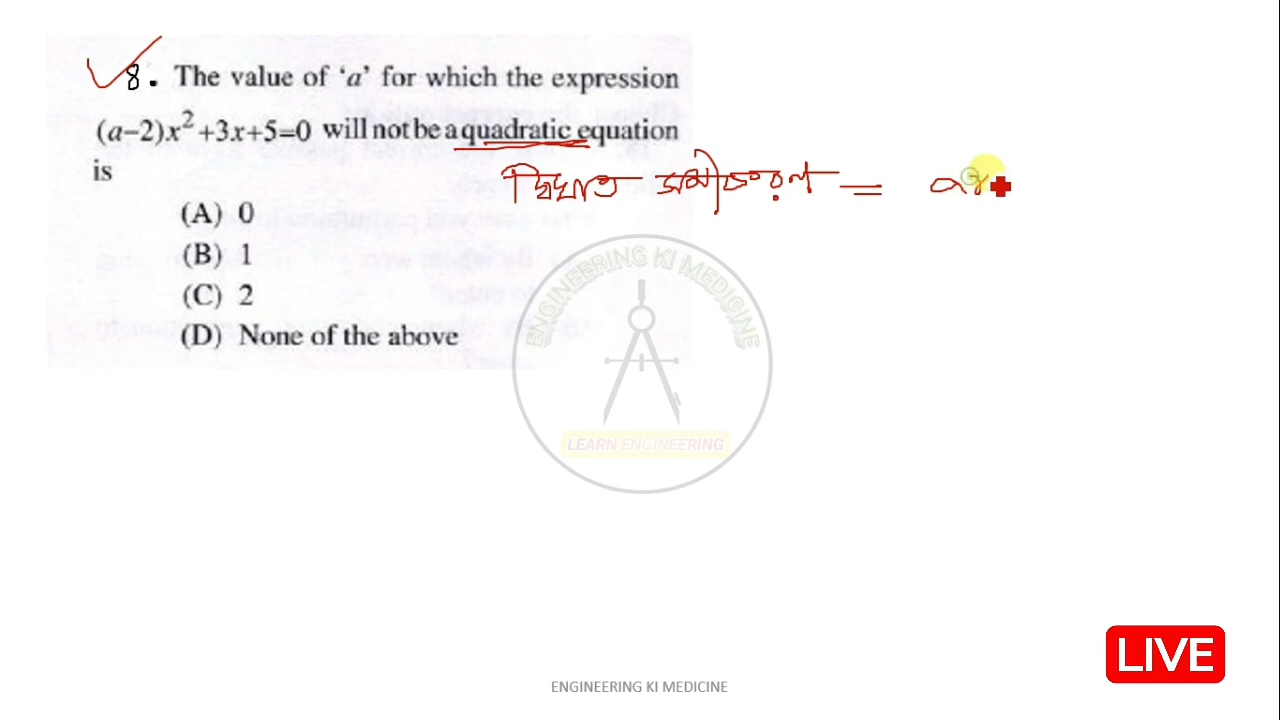 8. The value of ‘a’ for which the expression
(a−2)x²+3x+5=0 will not be a quadratic equation
is
দ্বিঘাত সমীকরণ = ax
(A) 0
(B) 1
(C) 2
(D) None of the above
ENGINEERING KI MEDICINE
LEARN ENGINEERING
LIVE
ENGINEERING KI MEDICINE